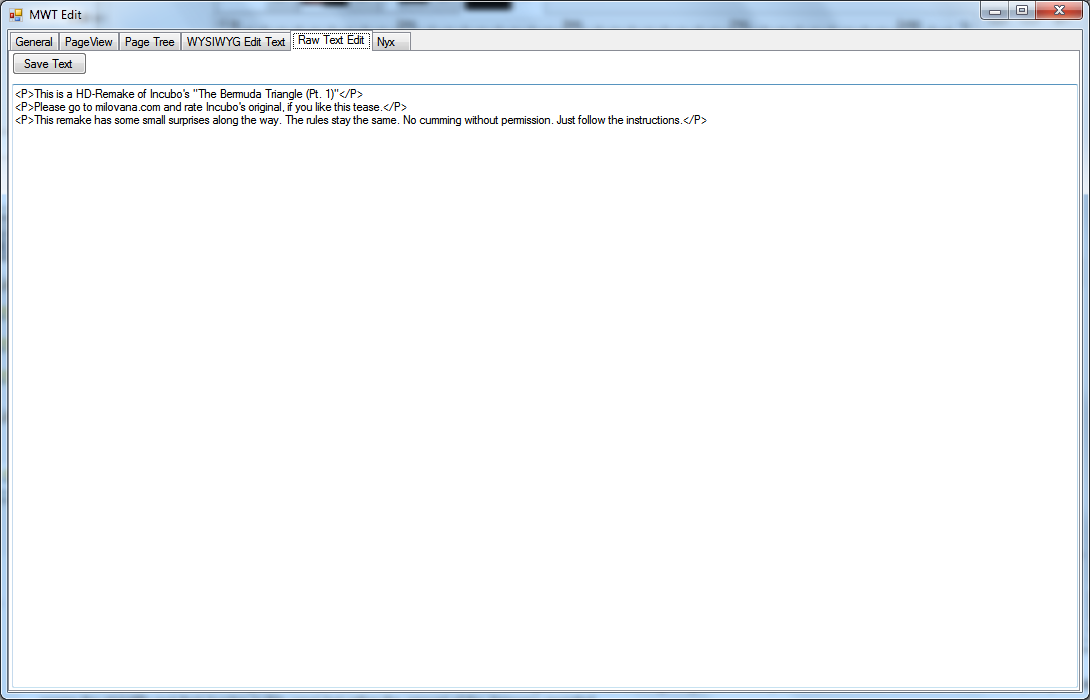 MWT Edit
General PageView Page Tree WYSIWYG Edit Text Raw Text Edit Nyx
Save Text
<P>This is a HD-Remake of Incubo's "The Bermuda Triangle (Pt. 1)"</P>
<P>Please go to milovana.com and rate Incubo's original, if you like this tease.</P>
<P>This remake has some small surprises along the way. The rules stay the same. No cumming without permission. Just follow the instructions.</P>